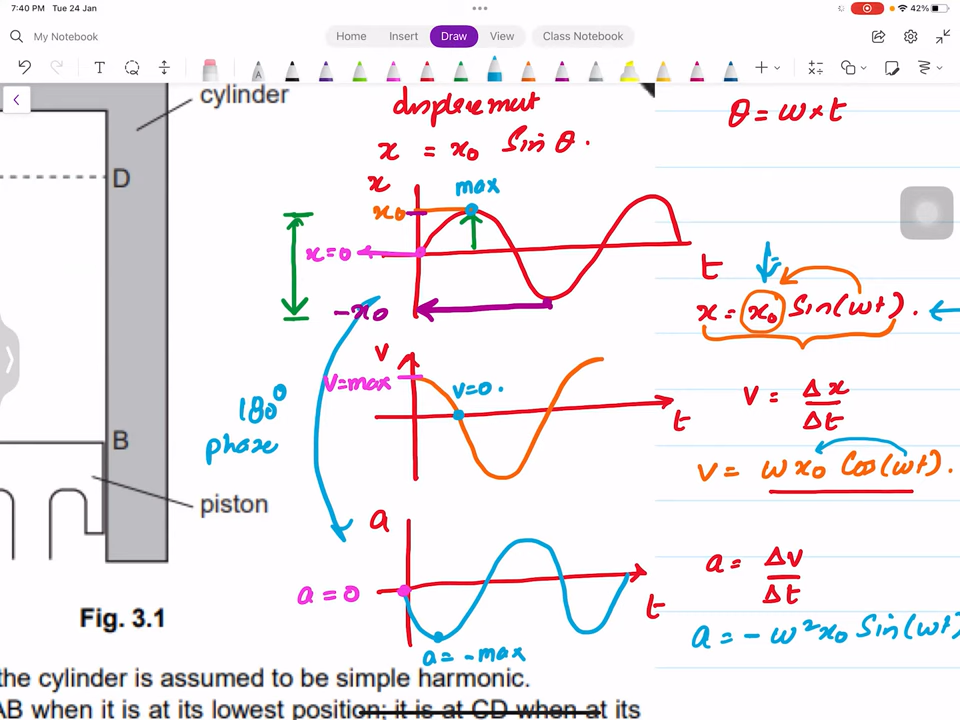 7:40 PM Tue 24 Jan
42%
My Notebook
Home Insert Draw View Class Notebook
cylinder
D
B
piston
Fig. 3.1
the cylinder is assumed to be simple harmonic.
AB when it is at its lowest position; it is at CD when at its
displacemut
x = x₀ Sin θ.
x
x₀
max
x=0
-x₀
t
180°
phase
v
V=max
v=0.
t
a
a=0
a=-max
t
θ = ω×t
x = x₀ Sin(ωt).
v = Δx/Δt
v = ωx₀ Cos(ωt).
a = Δv/Δt
a = -ω²x₀ Sin(ωt)